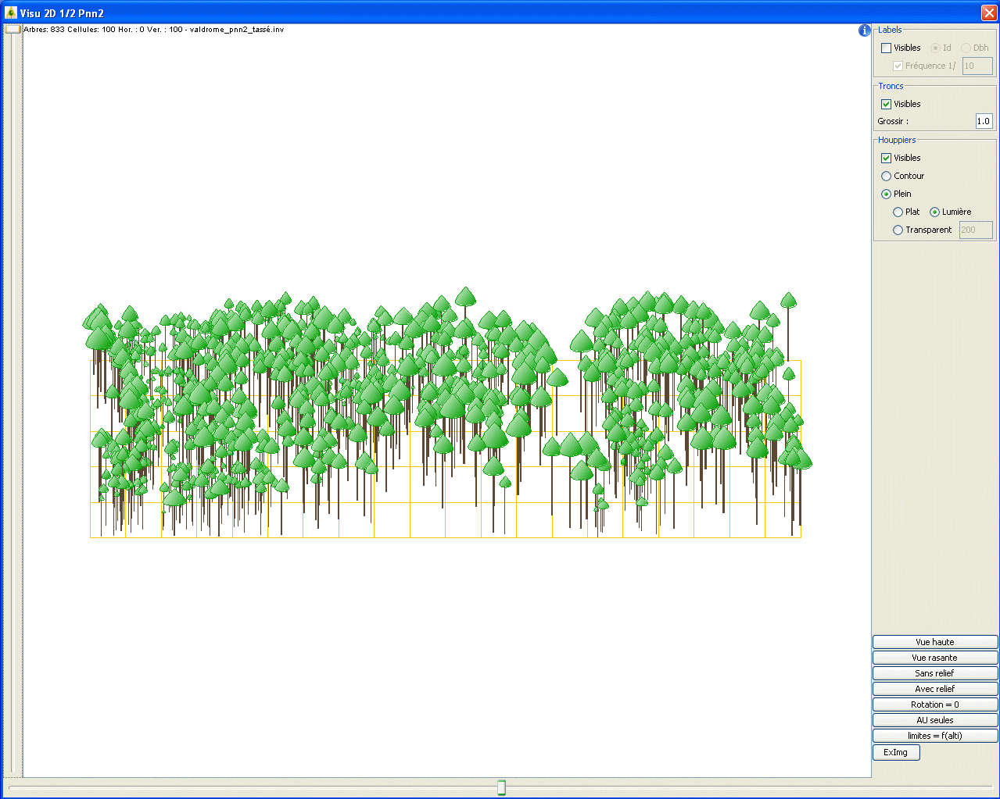 Visu 2D 1/2 Pnn2
Arbres: 833 Cellules: 100 Hor. : 0 Ver. : 100 - valdrome_pnn2_tassé.inv
Labels
Visibles Id Dbh
Fréquence 1/ 10
Troncs
Visibles
Grossir : 1.0
Houppiers
Visibles
Contour
Plein
Plat Lumière
Transparent 200
Vue haute
Vue rasante
Sans relief
Avec relief
Rotation = 0
AU seules
limites = f(alti)
ExImg